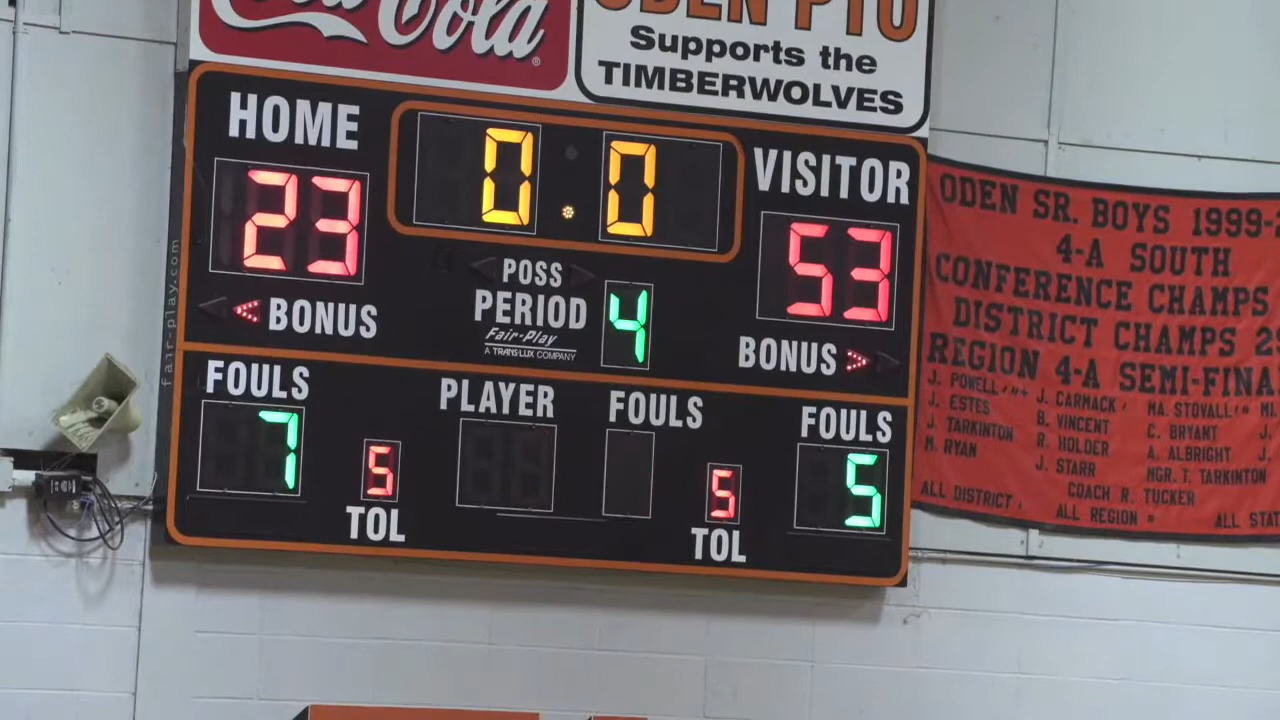 Coca-Cola
ODEN PTO
Supports the
TIMBERWOLVES
HOME
0.0
VISITOR
23
53
POSS
PERIOD
4
Fair-Play
A TRANS-LUX COMPANY
BONUS
BONUS
fair-play.com
FOULS
PLAYER
FOULS
FOULS
7
5
5
5
TOL
TOL
ODEN SR. BOYS 1999-2
4-A SOUTH
CONFERENCE CHAMPS
DISTRICT CHAMPS 2
REGION 4-A SEMI-FINA
J. POWELL J. CARMACK MA. STOVALL MI.
J. ESTES B. VINCENT C. BRYANT J.
J. TARKINTON R. HOLDER A. ALBRIGHT J.
M. RYAN J. STARR MGR. T. TARKINTON
COACH R. TUCKER
ALL DISTRICT ALL REGION ALL STAT